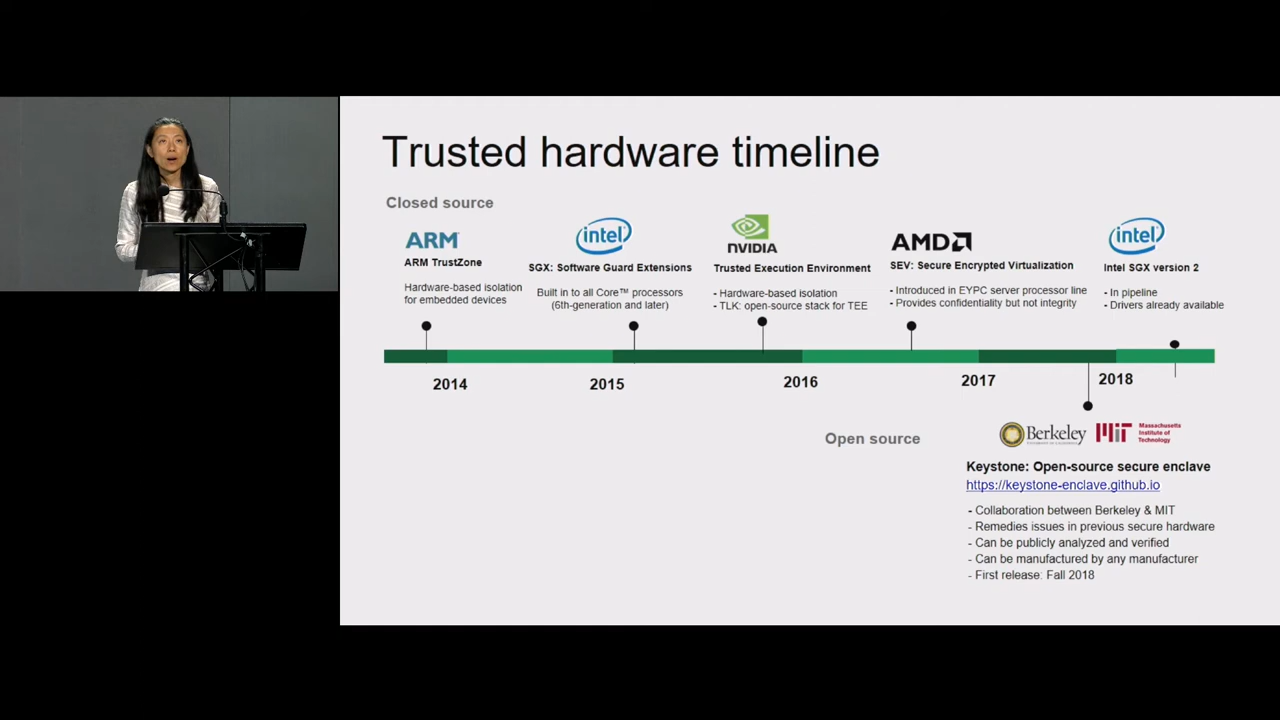 Trusted hardware timeline
Closed source
ARM
ARM TrustZone
Hardware-based isolation
for embedded devices
intel
SGX: Software Guard Extensions
Built in to all Core™ processors
(6th-generation and later)
NVIDIA
Trusted Execution Environment
- Hardware-based isolation
- TLK: open-source stack for TEE
AMD
SEV: Secure Encrypted Virtualization
- Introduced in EYPC server processor line
- Provides confidentiality but not integrity
intel
Intel SGX version 2
- In pipeline
- Drivers already available
2014
2015
2016
2017
2018
Open source
Berkeley
MIT
Massachusetts
Institute of
Technology
Keystone: Open-source secure enclave
https://keystone-enclave.github.io
- Collaboration between Berkeley & MIT
- Remedies issues in previous secure hardware
- Can be publicly analyzed and verified
- Can be manufactured by any manufacturer
- First release: Fall 2018